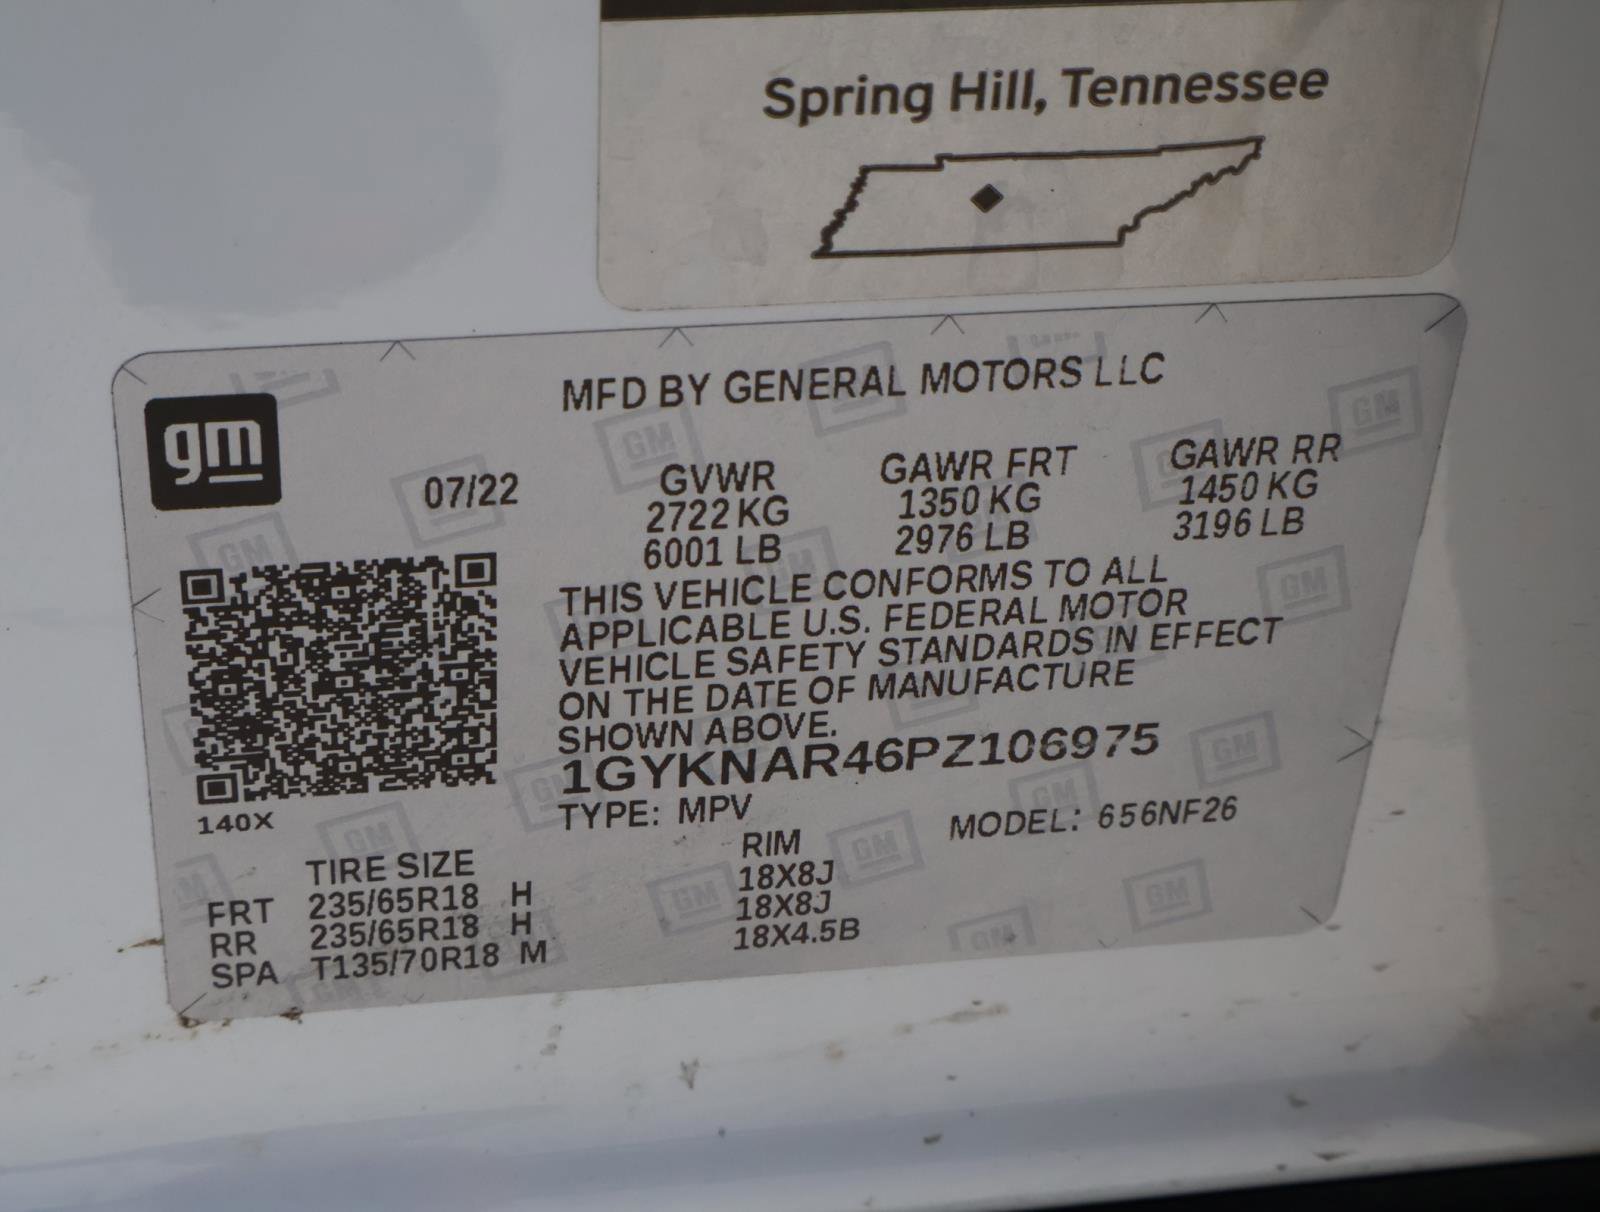 Spring Hill, Tennessee
gm
MFD BY GENERAL MOTORS LLC
07/22
GVWR
2722 KG
6001 LB
GAWR FRT
1350 KG
2976 LB
GAWR RR
1450 KG
3196 LB
THIS VEHICLE CONFORMS TO ALL
APPLICABLE U.S. FEDERAL MOTOR
VEHICLE SAFETY STANDARDS IN EFFECT
ON THE DATE OF MANUFACTURE
SHOWN ABOVE.
1GYKNAR46PZ106975
TYPE: MPV
MODEL: 656NF26
140X
TIRE SIZE
RIM
FRT 235/65R18 H 18X8J
RR 235/65R18 H 18X8J
SPA T135/70R18 M 18X4.5B